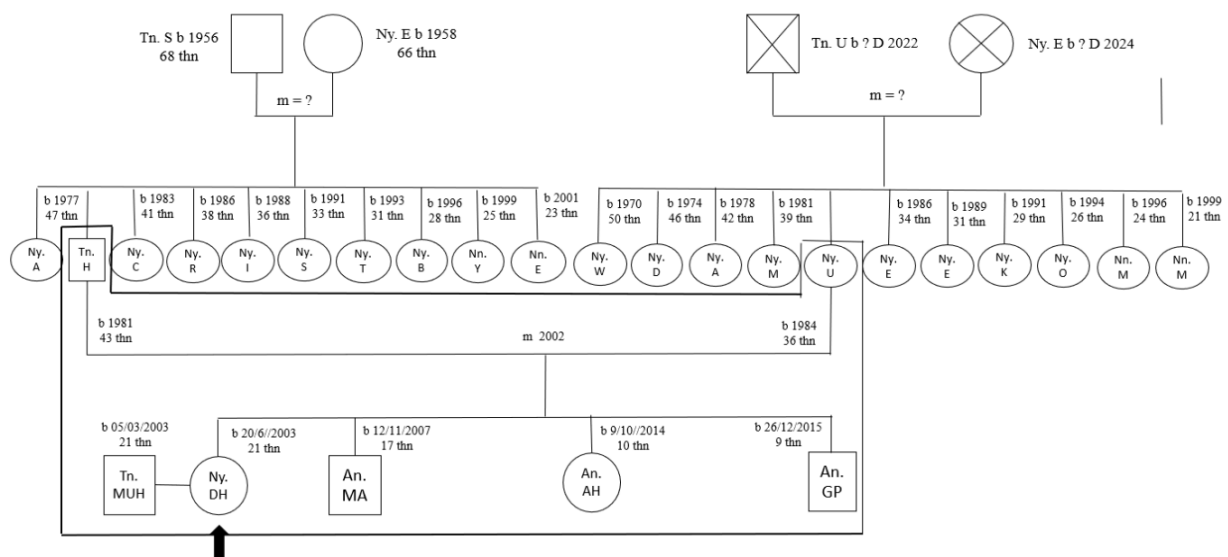 Tn. S b 1956
68 thn
Ny. E b 1958
66 thn
Tn. U b ? D 2022
Ny. E b ? D 2024
m = ?
m = ?
b 1977
47 thn
b 1983
41 thn
b 1986
38 thn
b 1988
36 thn
b 1991
33 thn
b 1993
31 thn
b 1996
28 thn
b 1999
25 thn
b 2001
23 thn
b 1970
50 thn
b 1974
46 thn
b 1978
42 thn
b 1981
39 thn
b 1986
34 thn
b 1989
31 thn
b 1991
29 thn
b 1994
26 thn
b 1996
24 thn
b 1999
21 thn
Ny.
A
Tn.
H
Ny.
C
Ny.
R
Ny.
I
Ny.
S
Ny.
T
Ny.
B
Nn.
Y
Nn.
E
Ny.
W
Ny.
D
Ny.
A
Ny.
M
Ny.
U
Ny.
E
Ny.
E
Ny.
K
Ny.
O
Nn.
M
Nn.
M
b 1981
43 thn
m 2002
b 1984
36 thn
b 05/03/2003
21 thn
b 20/6//2003
21 thn
b 12/11/2007
17 thn
b 9/10//2014
10 thn
b 26/12/2015
9 thn
Tn.
MUH
Ny.
DH
An.
MA
An.
AH
An.
GP